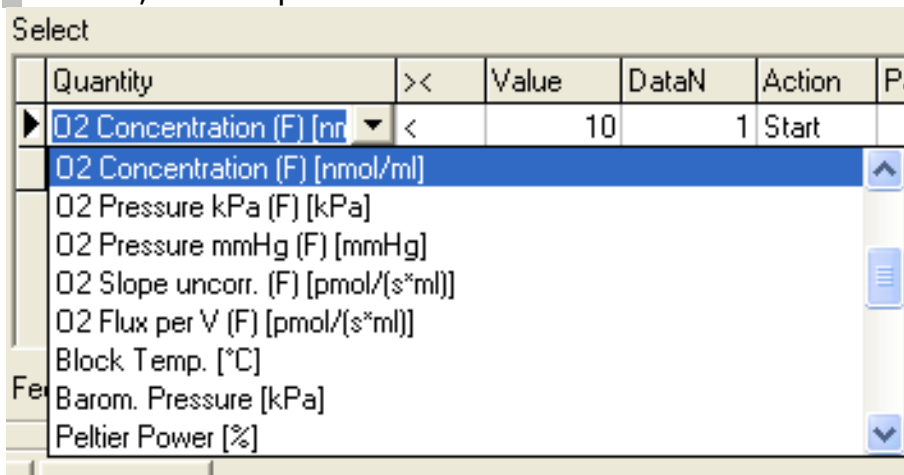 Select
Quantity >< Value DataN Action P
O2 Concentration (F) [nm < 10 1 Start
O2 Concentration (F) [nmol/ml]
O2 Pressure kPa (F) [kPa]
O2 Pressure mmHg (F) [mmHg]
O2 Slope uncorr. (F) [pmol/(s*ml)]
O2 Flux per V (F) [pmol/(s*ml)]
Block Temp. [°C]
Barom. Pressure [kPa]
Peltier Power [%]